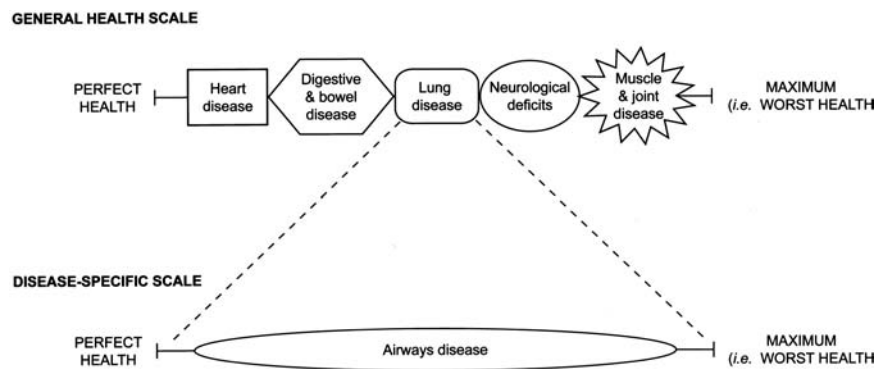 GENERAL HEALTH SCALE
PERFECT
HEALTH
Heart
disease
Digestive
& bowel
disease
Lung
disease
Neurological
deficits
Muscle
& joint
disease
MAXIMUM
(i.e. WORST HEALTH
DISEASE-SPECIFIC SCALE
PERFECT
HEALTH
Airways disease
MAXIMUM
(i.e. WORST HEALTH